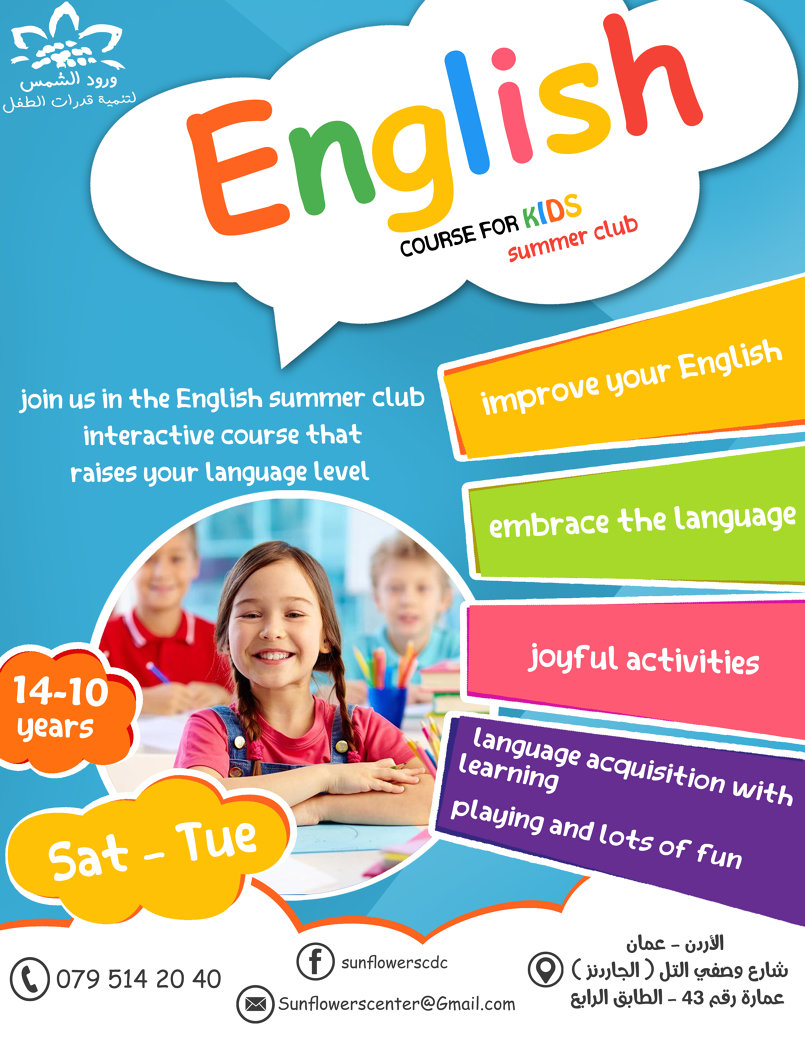 ورود الشمس
لتنمية قدرات الطفل
English
COURSE FOR KIDS
summer club
join us in the English summer club
interactive course that
raises your language level
improve your English
embrace the language
joyful activities
language acquisition with
learning
playing and lots of fun
14-10
years
Sat - Tue
079 514 20 40
sunflowerscdc
Sunflowerscenter@Gmail.com
الأردن - عمان
شارع وصفي التل ( الجاردنز )
عمارة رقم 43 - الطابق الرابع